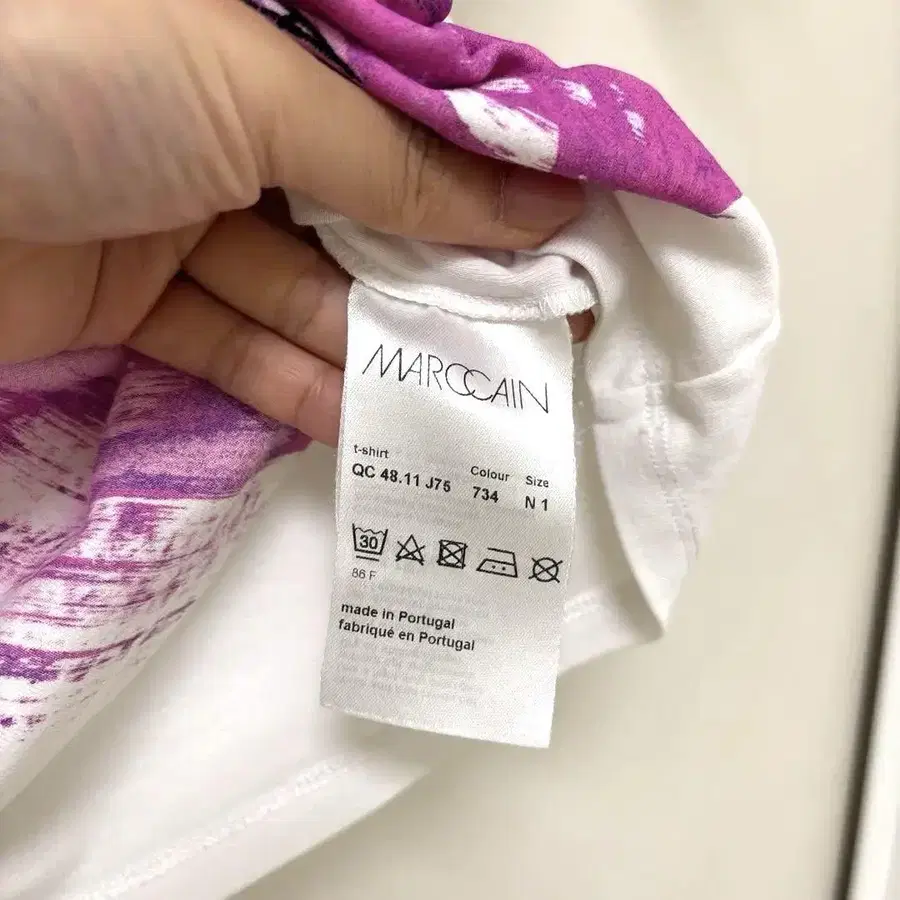 MARCCAIN
t-shirt Colour Size
QC 48.11 J75 734 N 1
30
86 F
made in Portugal
fabriqué en Portugal